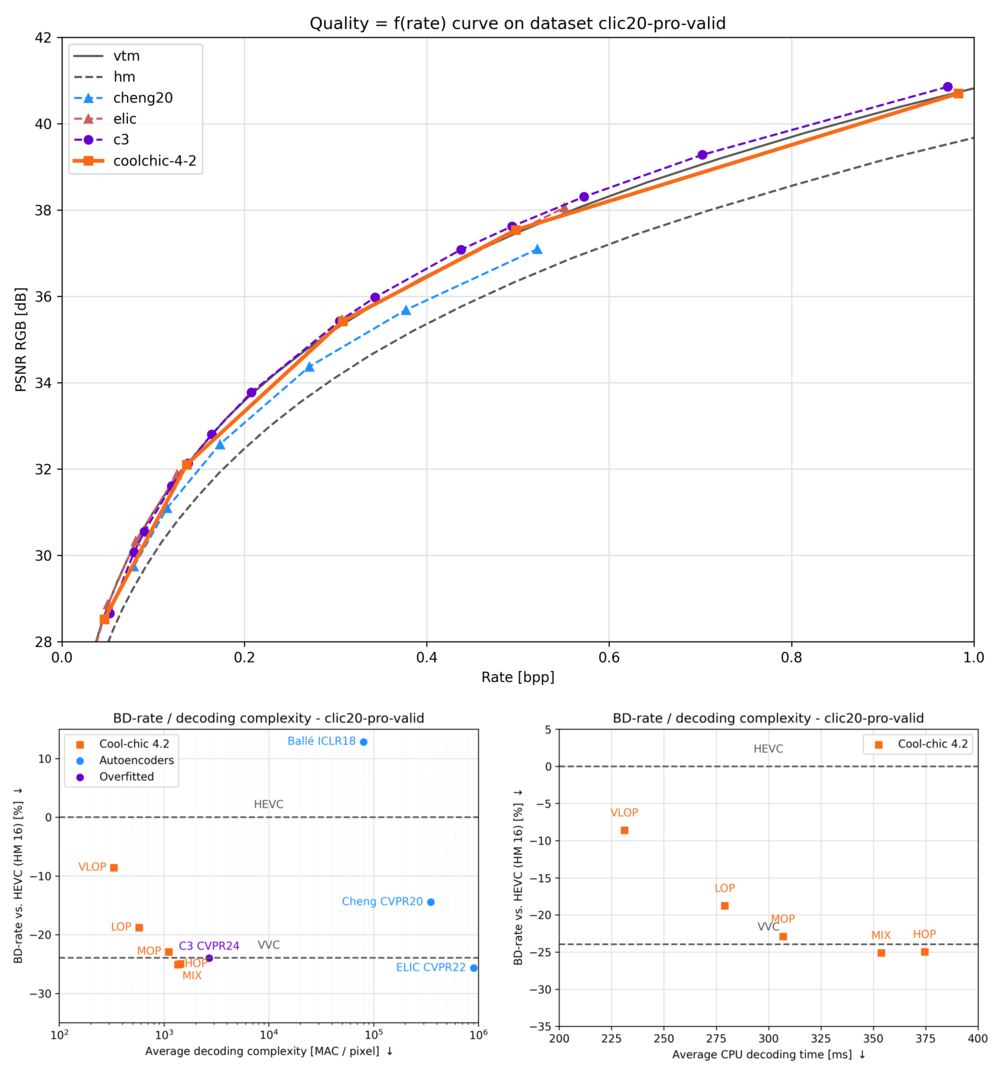 Quality = f(rate) curve on dataset clic20-pro-valid
42
40
38
36
34
32
30
28
PSNR RGB [dB]
vtm
hm
cheng20
elic
c3
coolchic-4-2
0.0 0.2 0.4 0.6 0.8 1.0
Rate [bpp]
BD-rate / decoding complexity - clic20-pro-valid
BD-rate vs. HEVC (HM 16) [%] ↓
10
0
−10
−20
−30
Cool-chic 4.2
Autoencoders
Overfitted
Ballé ICLR18
HEVC
VLOP
Cheng CVPR20
LOP
MOP
C3 CVPR24
VVC
HOP
MIX
ELIC CVPR22
10² 10³ 10⁴ 10⁵ 10⁶
Average decoding complexity [MAC / pixel] ↓
BD-rate / decoding complexity - clic20-pro-valid
BD-rate vs. HEVC (HM 16) [%] ↓
5
0
−5
−10
−15
−20
−25
−30
−35
Cool-chic 4.2
HEVC
VLOP
LOP
MOP
VVC
MIX
HOP
200 225 250 275 300 325 350 375 400
Average CPU decoding time [ms] ↓